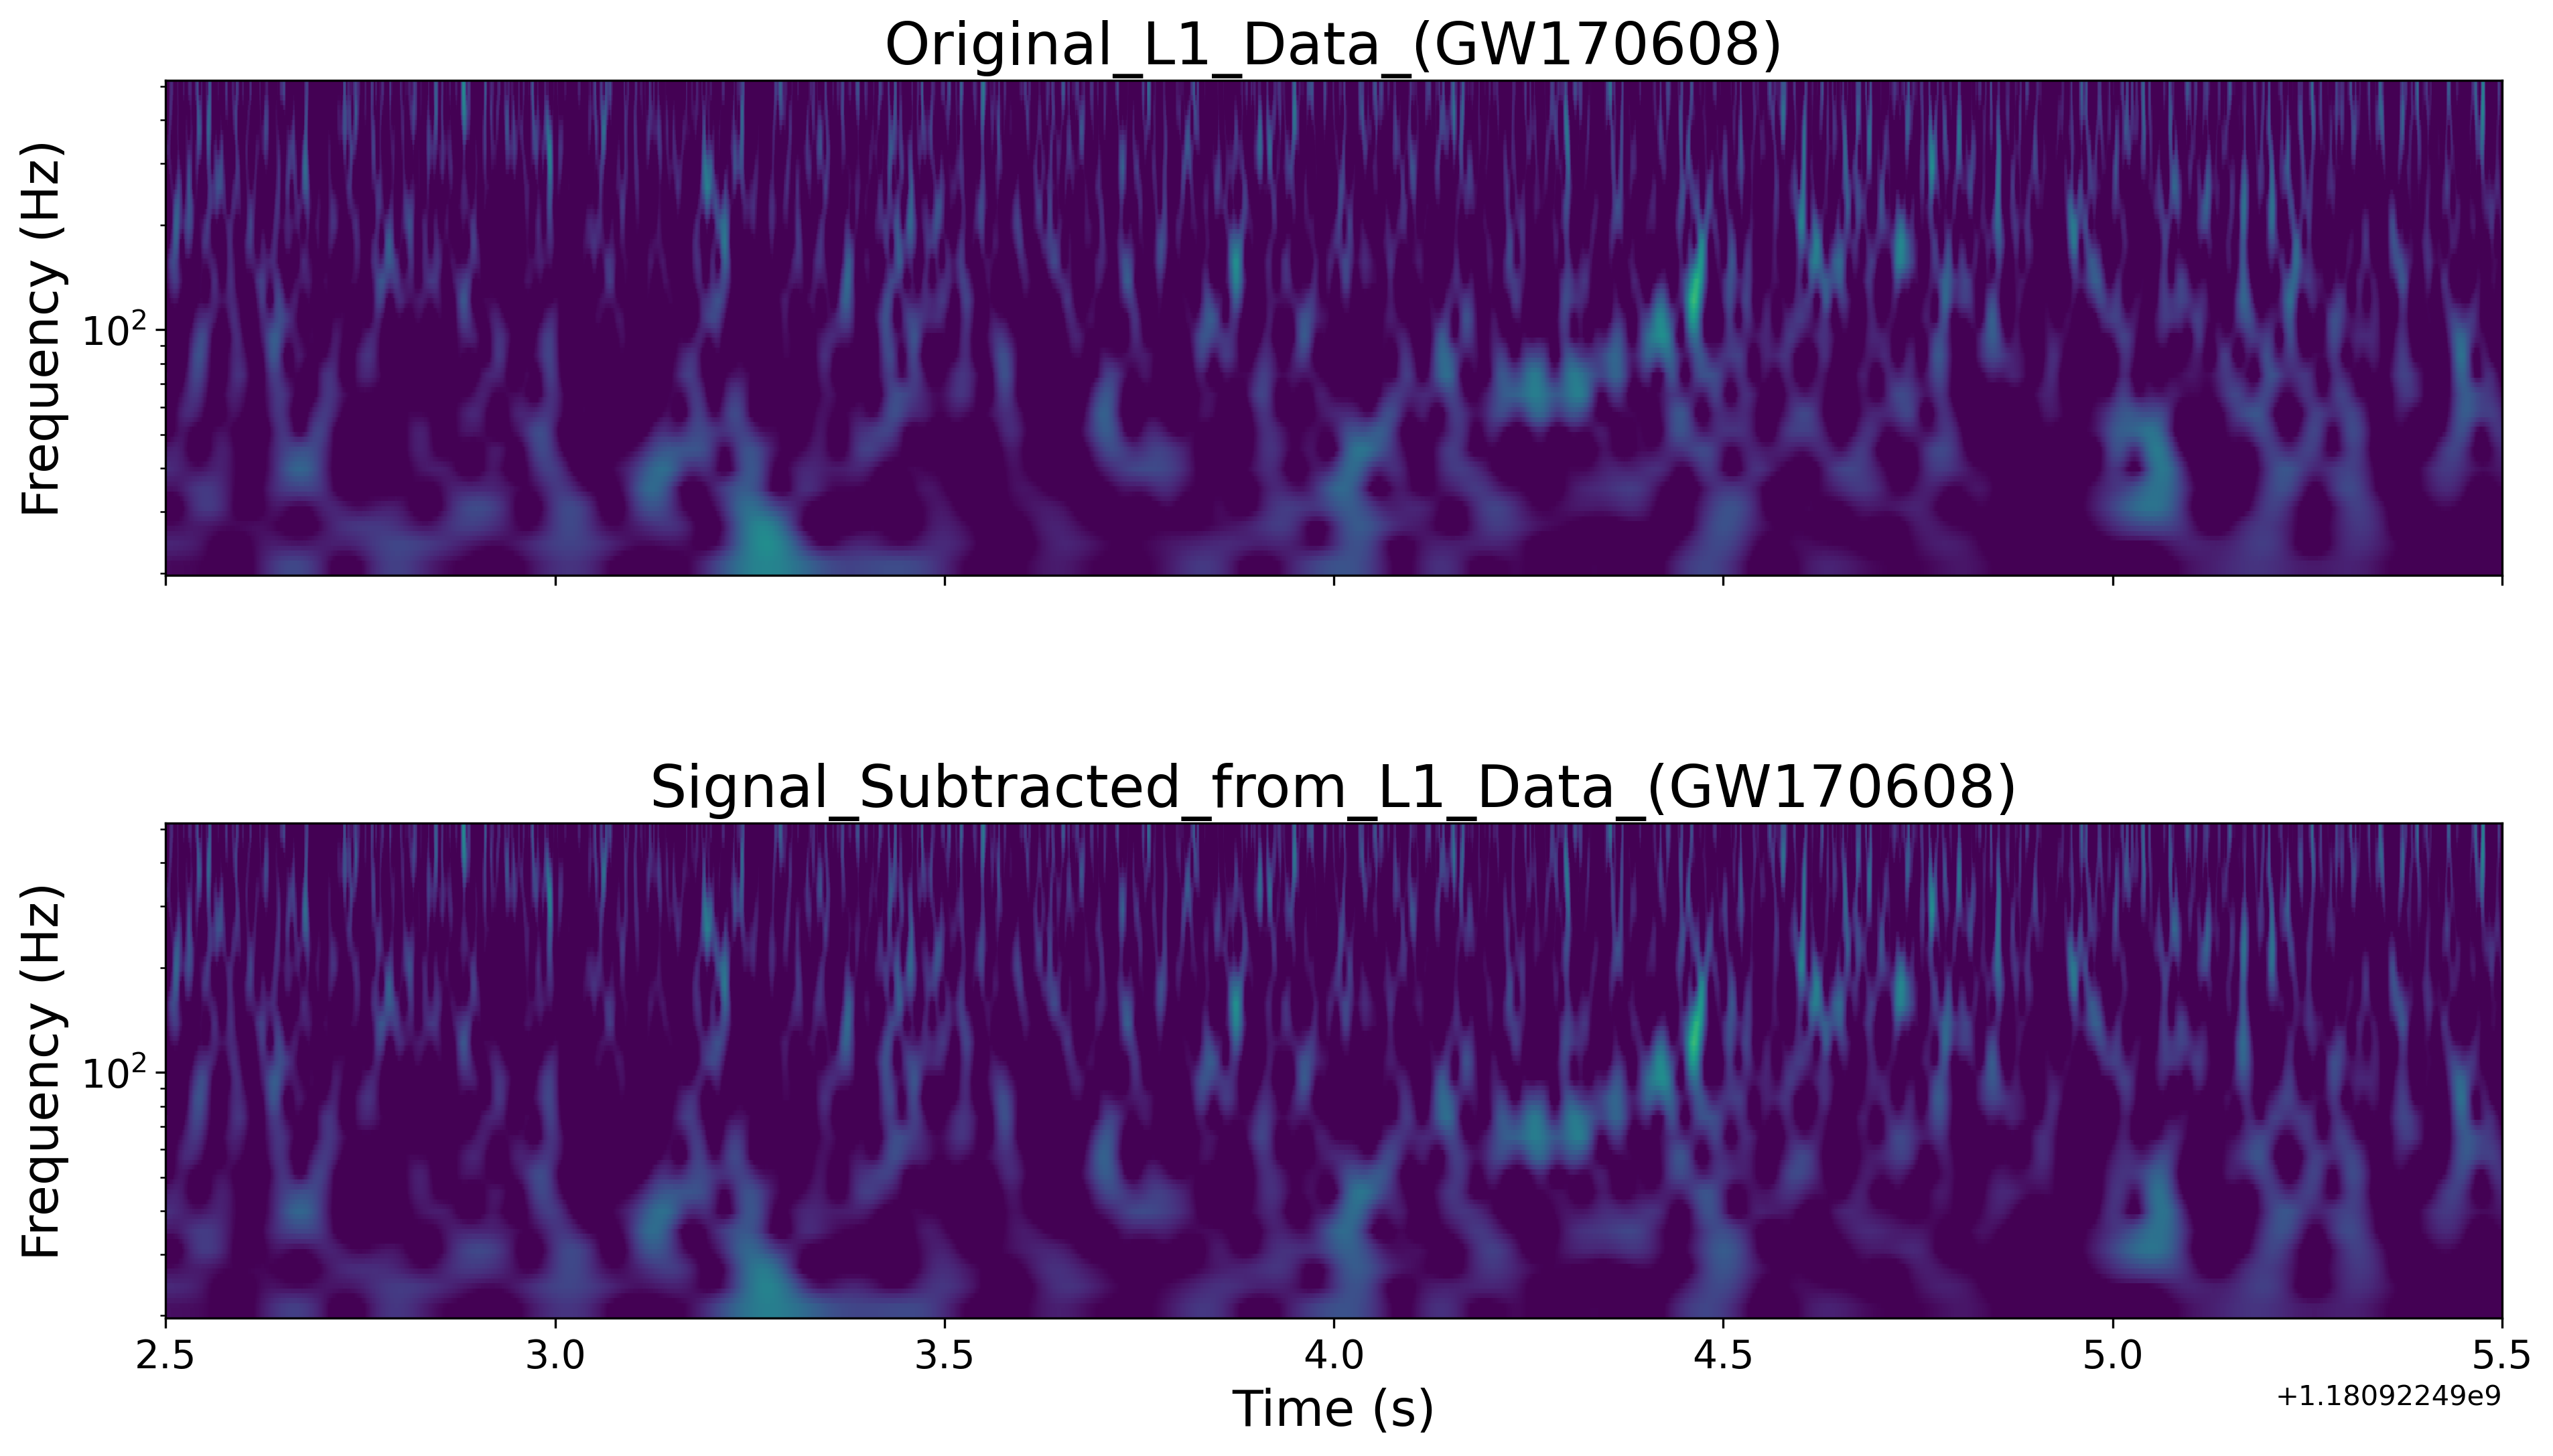 Original_L1_Data_(GW170608)
Frequency (Hz)
10²
Signal_Subtracted_from_L1_Data_(GW170608)
Frequency (Hz)
10²
2.5 3.0 3.5 4.0 4.5 5.0 5.5
Time (s)
+1.18092249e9